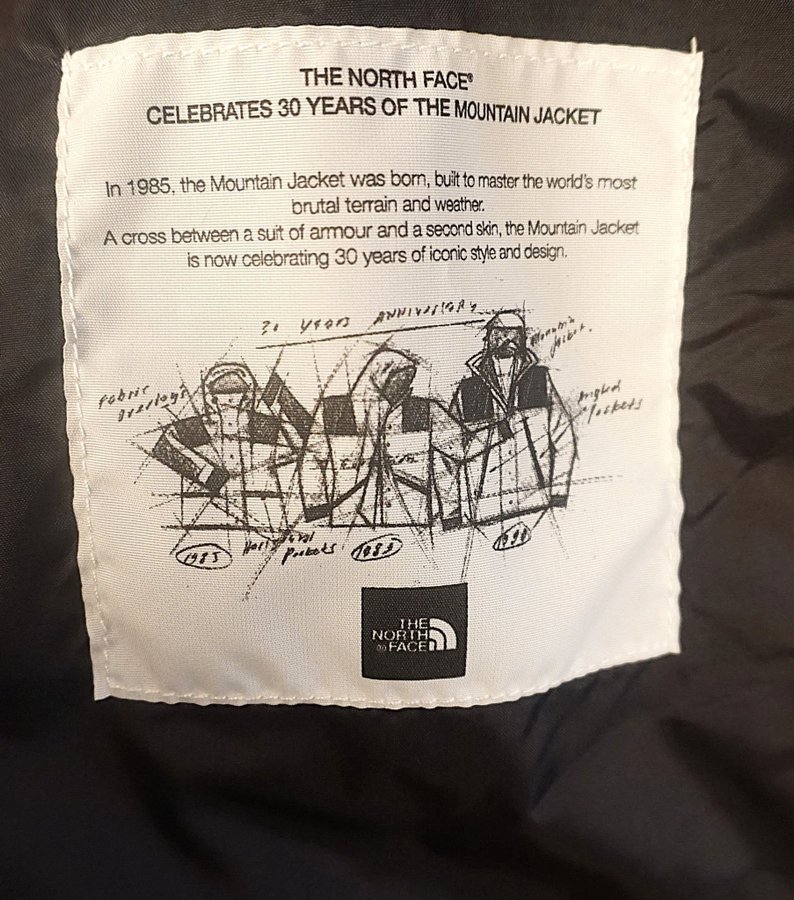 THE NORTH FACE®
CELEBRATES 30 YEARS OF THE MOUNTAIN JACKET
In 1985, the Mountain Jacket was born, built to master the world's most
brutal terrain and weather.
A cross between a suit of armour and a second skin, the Mountain Jacket
is now celebrating 30 years of iconic style and design.
30 YEARS ANNIVERSARY
Mountain
Jacket.
Fabric
overlays
Angled
Pockets
1985
Pockets
THE
NORTH
FACE